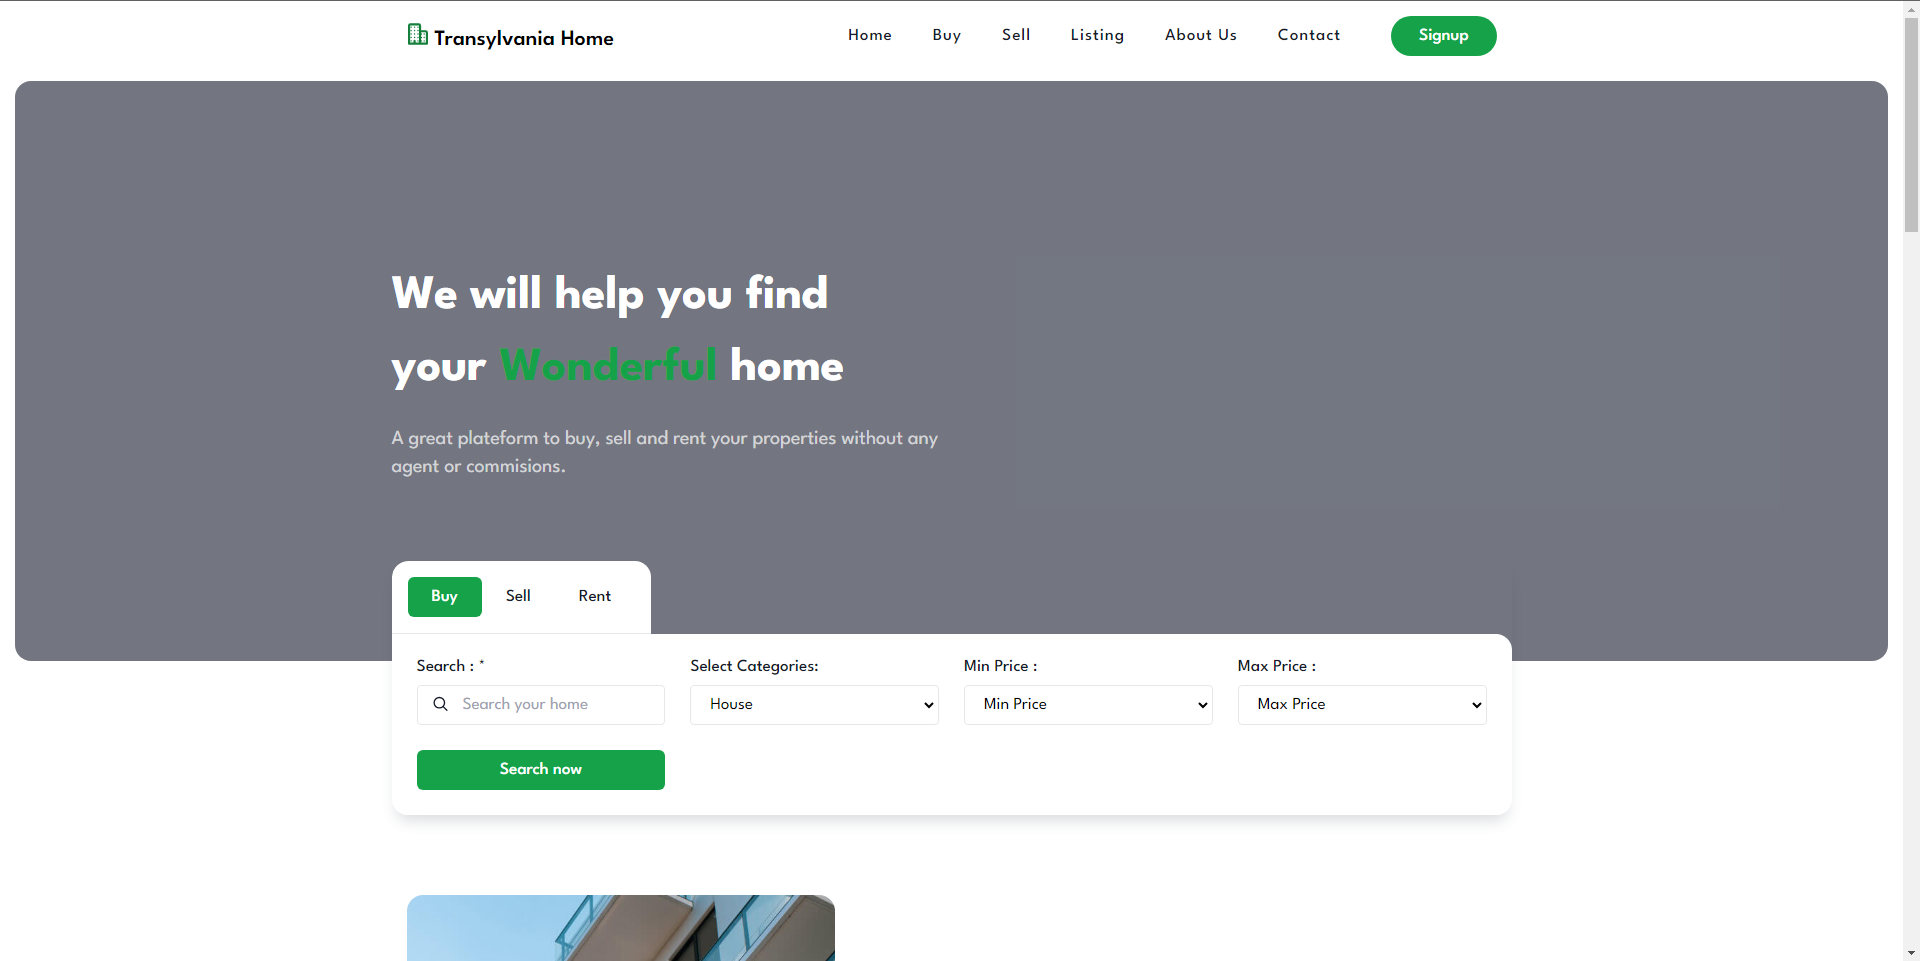 Transylvania Home
Home Buy Sell Listing About Us Contact Signup
We will help you find
your Wonderful home
A great plateform to buy, sell and rent your properties without any
agent or commisions.
Buy Sell Rent
Search : * Select Categories: Min Price : Max Price :
Search your home House Min Price Max Price
Search now